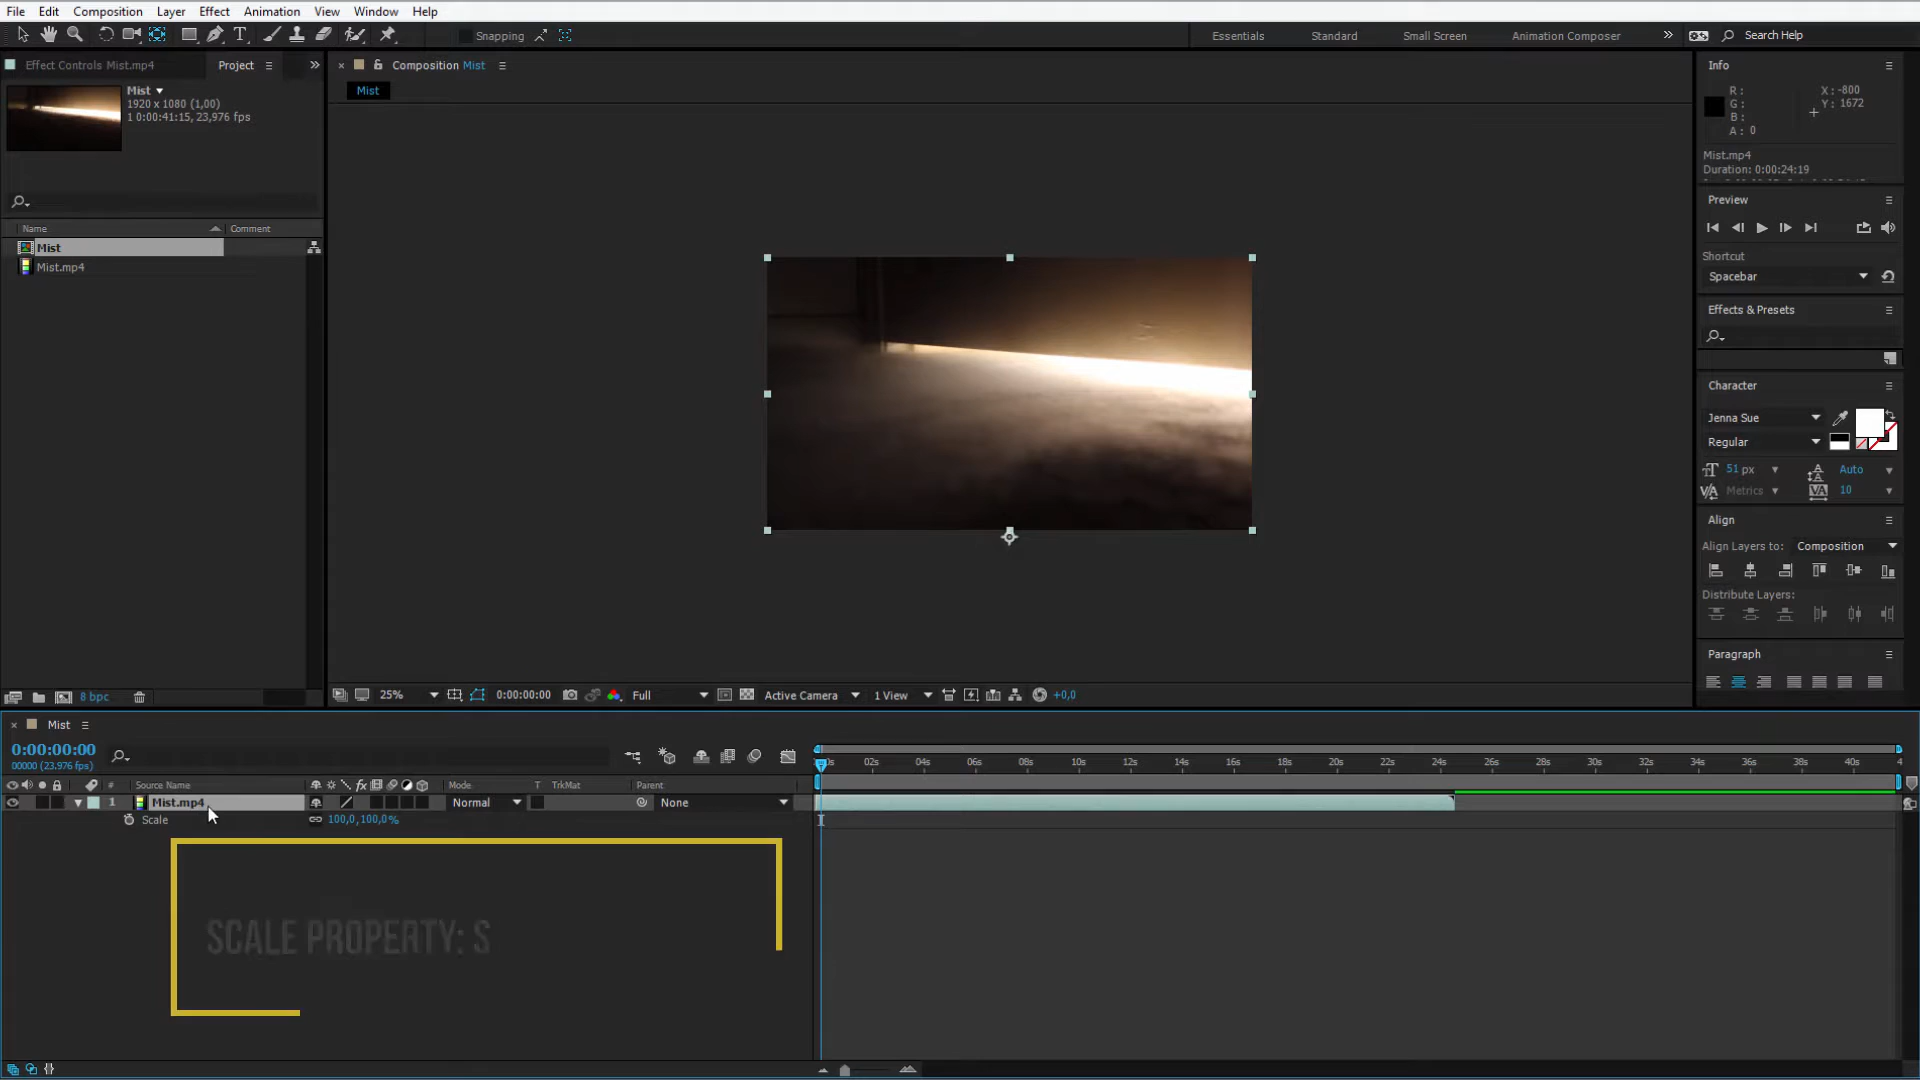 File Edit Composition Layer Effect Animation View Window Help
Snapping
Essentials Standard Small Screen Animation Composer Search Help
Effect Controls Mist.mp4 Project
Mist
1920 x 1080 (1,00)
1 0:00:41:15, 23,976 fps
Name Comment
Mist
Mist.mp4
8 bpc
Composition Mist
Mist
25% 0:00:00:00 Full Active Camera 1 View +0,0
Info
R :
G :
B :
A : 0
X : -800
Y : 1672
Mist.mp4
Duration: 0:00:24:19
Preview
Shortcut
Spacebar
Effects & Presets
Character
Jenna Sue
Regular
51 px Auto
Metrics 10
Align
Align Layers to: Composition
Distribute Layers:
Paragraph
Mist
0:00:00:00
00000 (23.976 fps)
# Source Name Mode T TrkMat Parent
1 Mist.mp4 Normal None
Scale 100,0,100,0%
02s 04s 06s 08s 10s 12s 14s 16s 18s 20s 22s 24s 26s 28s 30s 32s 34s 36s 38s 40s
SCALE PROPERTY: S